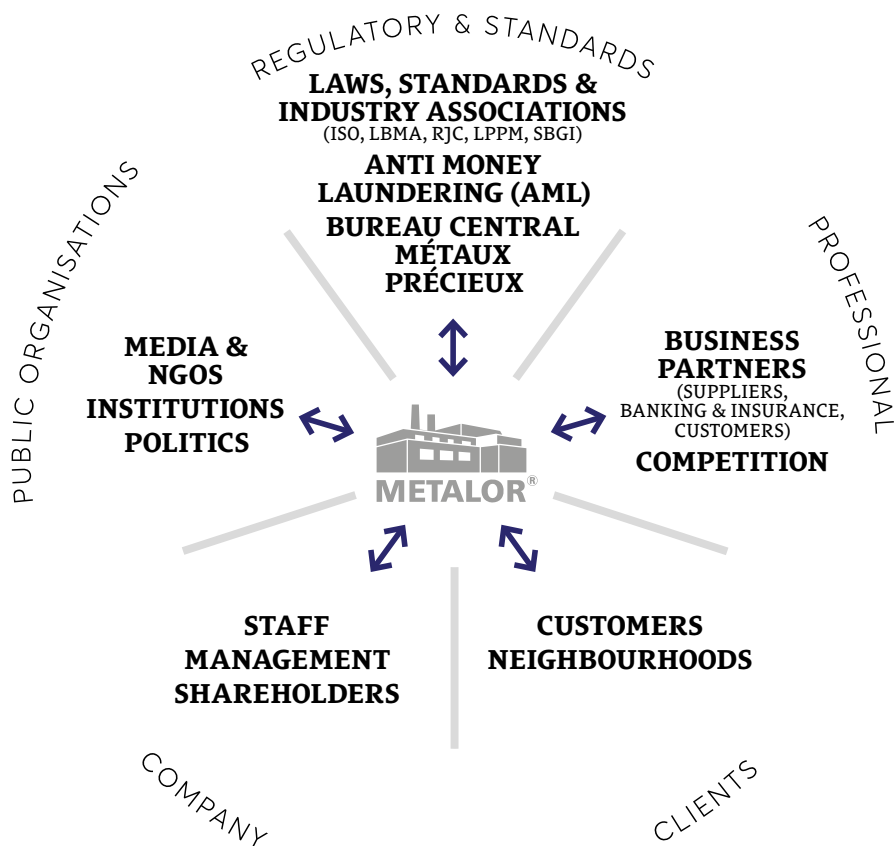 REGULATORY & STANDARDS
LAWS, STANDARDS &
INDUSTRY ASSOCIATIONS
(ISO, LBMA, RJC, LPPM, SBGI)
ANTI MONEY
LAUNDERING (AML)
BUREAU CENTRAL
MÉTAUX
PRÉCIEUX
PUBLIC ORGANISATIONS
MEDIA &
NGOS
INSTITUTIONS
POLITICS
PROFESSIONAL
BUSINESS
PARTNERS
(SUPPLIERS,
BANKING & INSURANCE,
CUSTOMERS)
COMPETITION
METALOR®
STAFF
MANAGEMENT
SHAREHOLDERS
COMPANY
CUSTOMERS
NEIGHBOURHOODS
CLIENTS